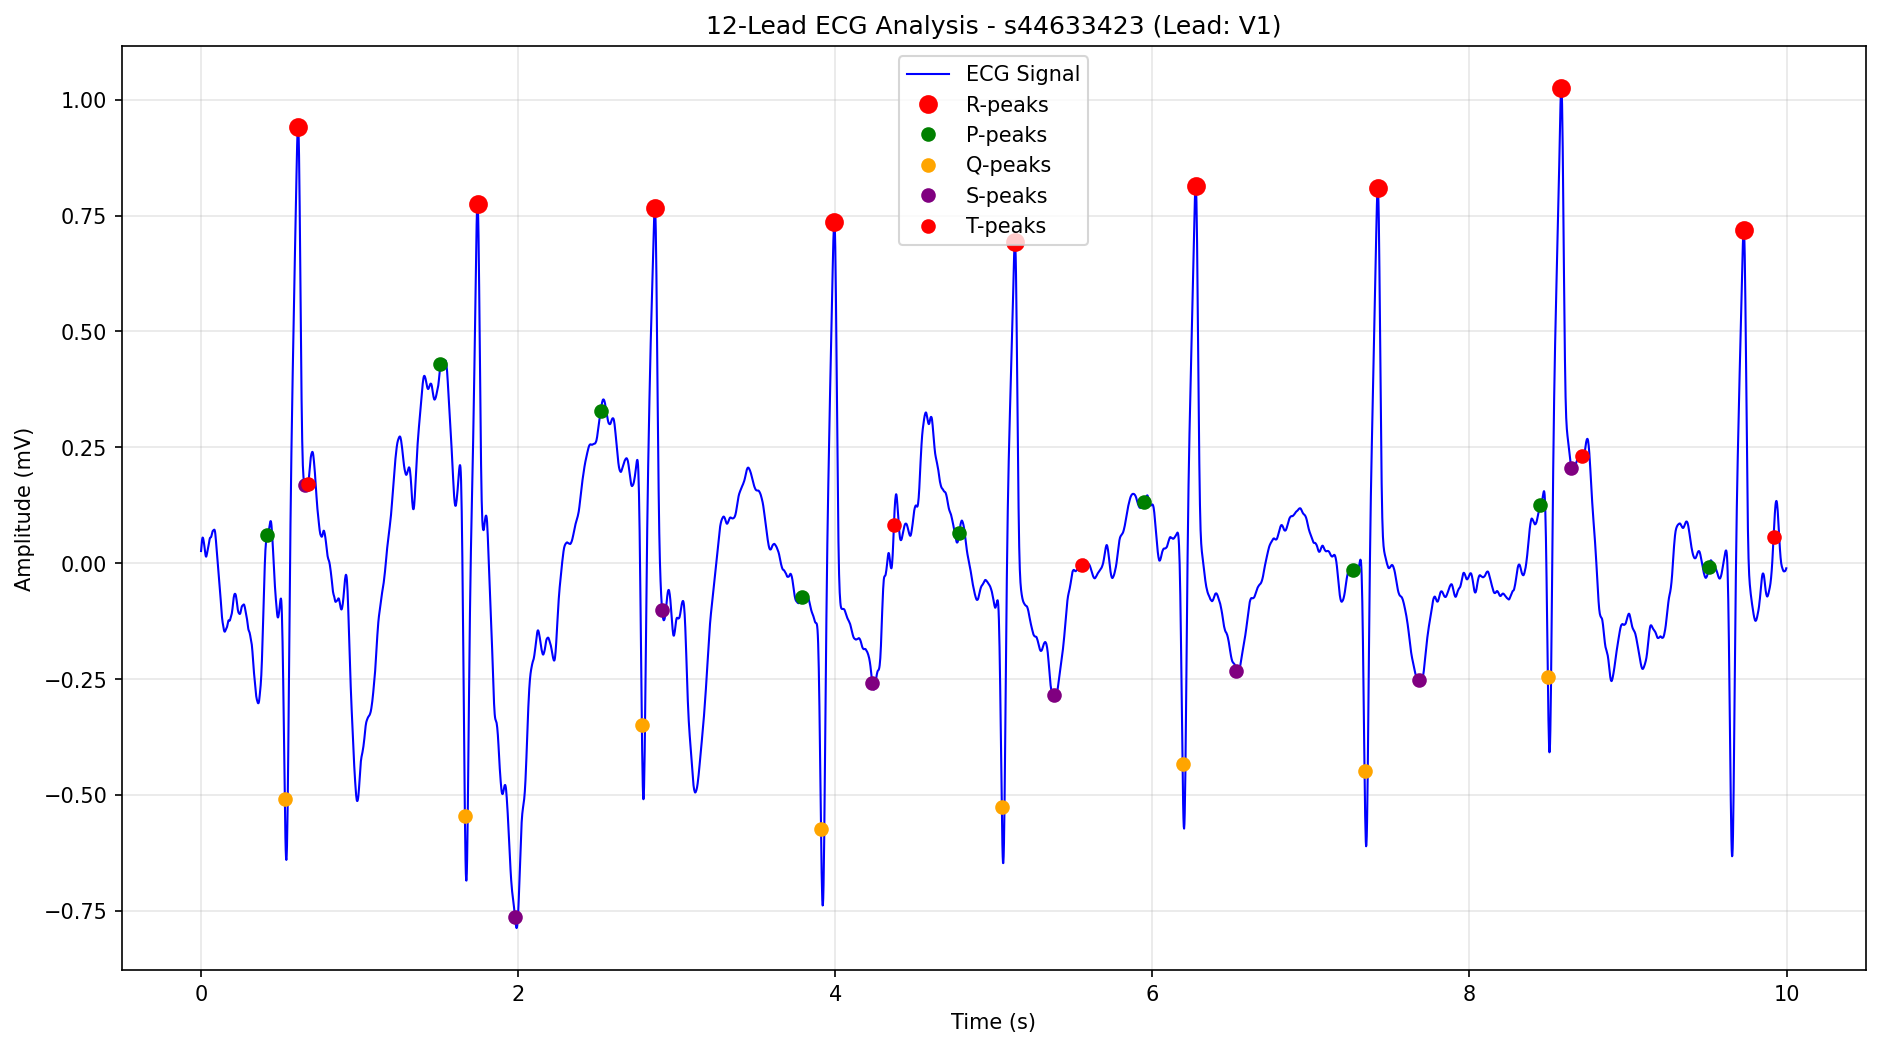 12-Lead ECG Analysis - s44633423 (Lead: V1)
ECG Signal
R-peaks
P-peaks
Q-peaks
S-peaks
T-peaks
Amplitude (mV)
1.00
0.75
0.50
0.25
0.00
−0.25
−0.50
−0.75
0 2 4 6 8 10
Time (s)